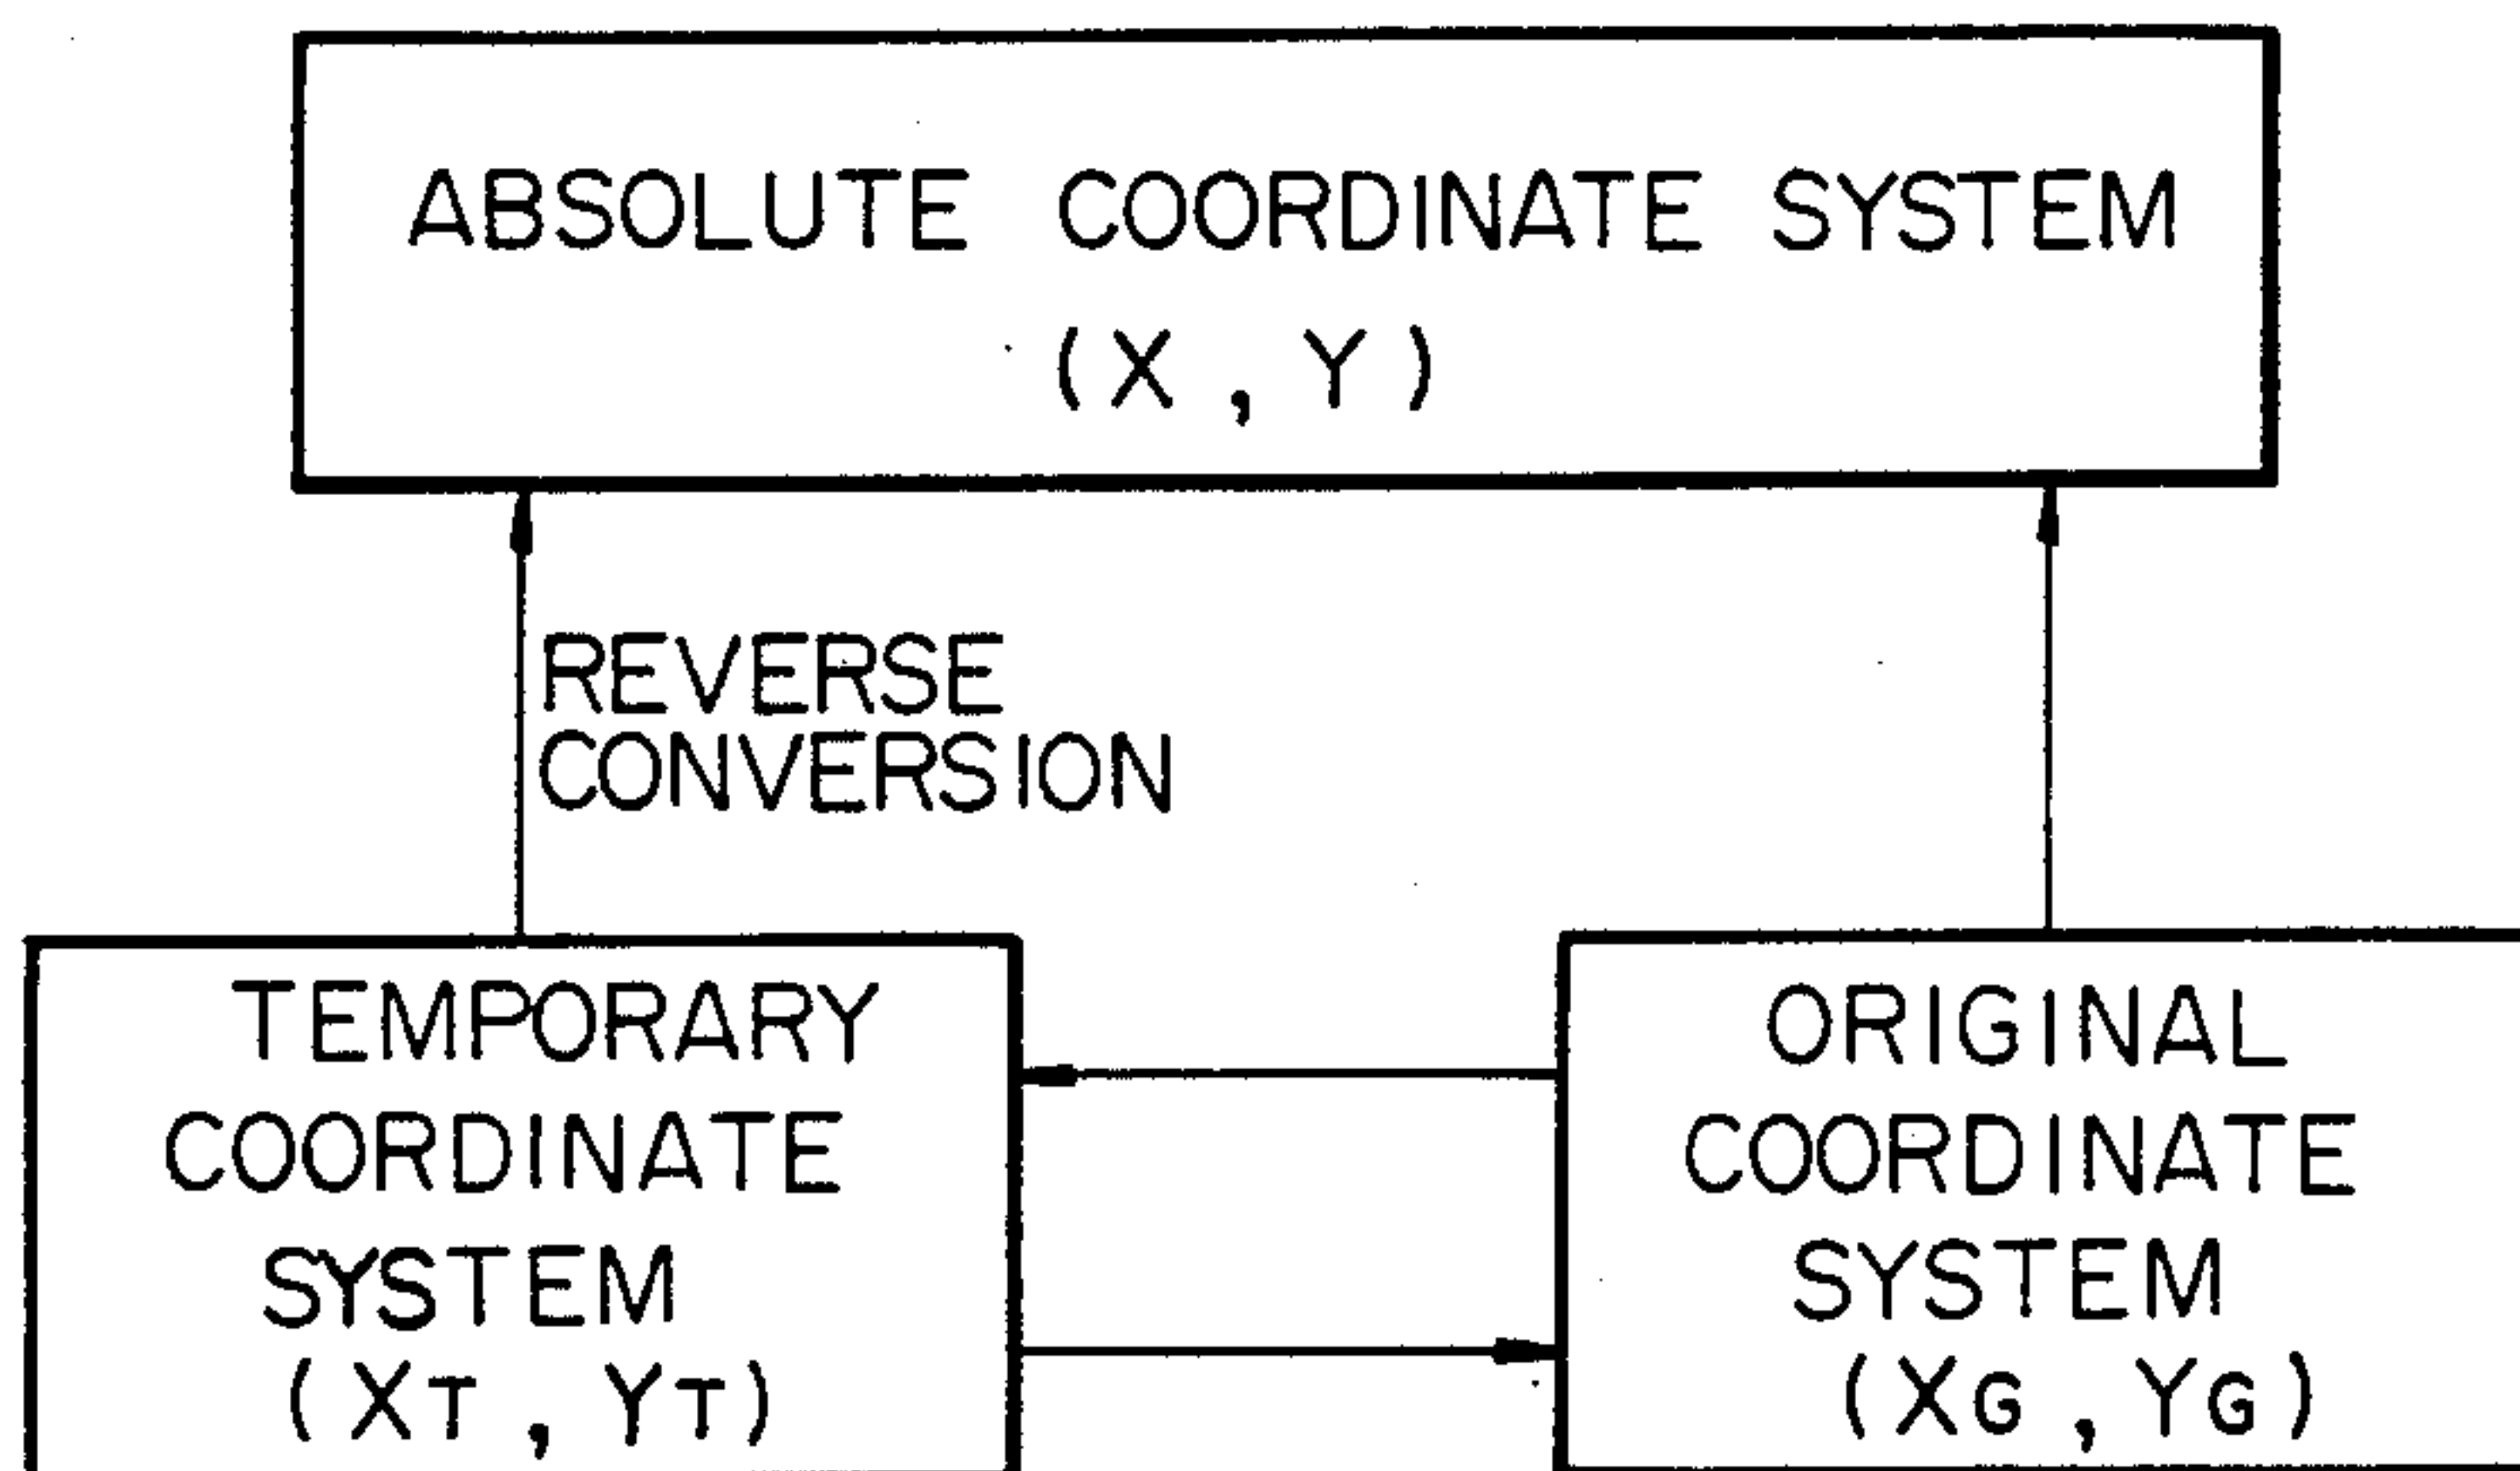 ABSOLUTE COORDINATE SYSTEM
(X, Y)
REVERSE
CONVERSION
TEMPORARY
COORDINATE
SYSTEM
(XT, YT)
ORIGINAL
COORDINATE
SYSTEM
(XG, YG)